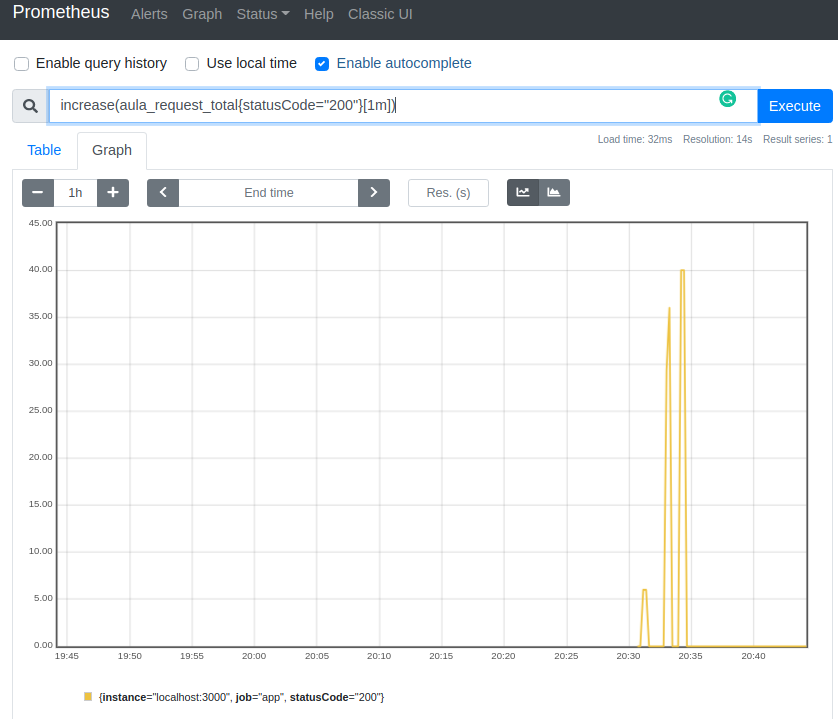 Prometheus Alerts Graph Status Help Classic UI
Enable query history Use local time Enable autocomplete
increase(aula_request_total{statusCode="200"}[1m]) Execute
Load time: 32ms Resolution: 14s Result series: 1
Table Graph
1h End time Res. (s)
45.00
40.00
35.00
30.00
25.00
20.00
15.00
10.00
5.00
0.00
19:45 19:50 19:55 20:00 20:05 20:10 20:15 20:20 20:25 20:30 20:35 20:40
{instance="localhost:3000", job="app", statusCode="200"}